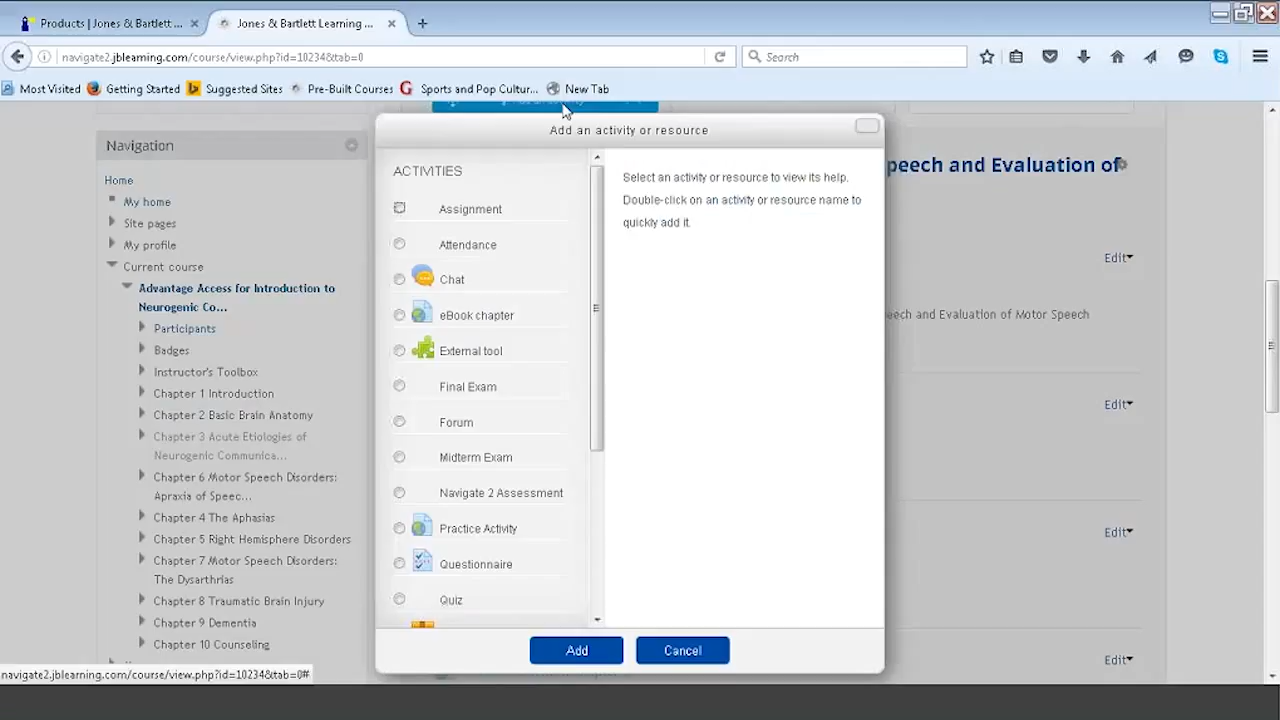 Products | Jones & Bartlett ...
Jones & Bartlett Learning ...
navigate2.jblearning.com/course/view.php?id=10234&tab=0
Search
Most Visited
Getting Started
Suggested Sites
Pre-Built Courses
Sports and Pop Cultur...
New Tab
Add an activity or resource
Navigation
Home
My home
Site pages
My profile
Current course
Advantage Access for Introduction to
Neurogenic Co...
Participants
Badges
Instructor's Toolbox
Chapter 1 Introduction
Chapter 2 Basic Brain Anatomy
Chapter 3 Acute Etiologies of
Neurogenic Communica...
Chapter 6 Motor Speech Disorders:
Apraxia of Speec...
Chapter 4 The Aphasias
Chapter 5 Right Hemisphere Disorders
Chapter 7 Motor Speech Disorders:
The Dysarthrias
Chapter 8 Traumatic Brain Injury
Chapter 9 Dementia
Chapter 10 Counseling
navigate2.jblearning.com/course/view.php?id=10234&tab=0#
ACTIVITIES
Assignment
Attendance
Chat
eBook chapter
External tool
Final Exam
Forum
Midterm Exam
Navigate 2 Assessment
Practice Activity
Questionnaire
Quiz
Select an activity or resource to view its help.
Double-click on an activity or resource name to
quickly add it.
Add
Cancel
peech and Evaluation of
Edit
eech and Evaluation of Motor Speech
Edit
Edit
Edit